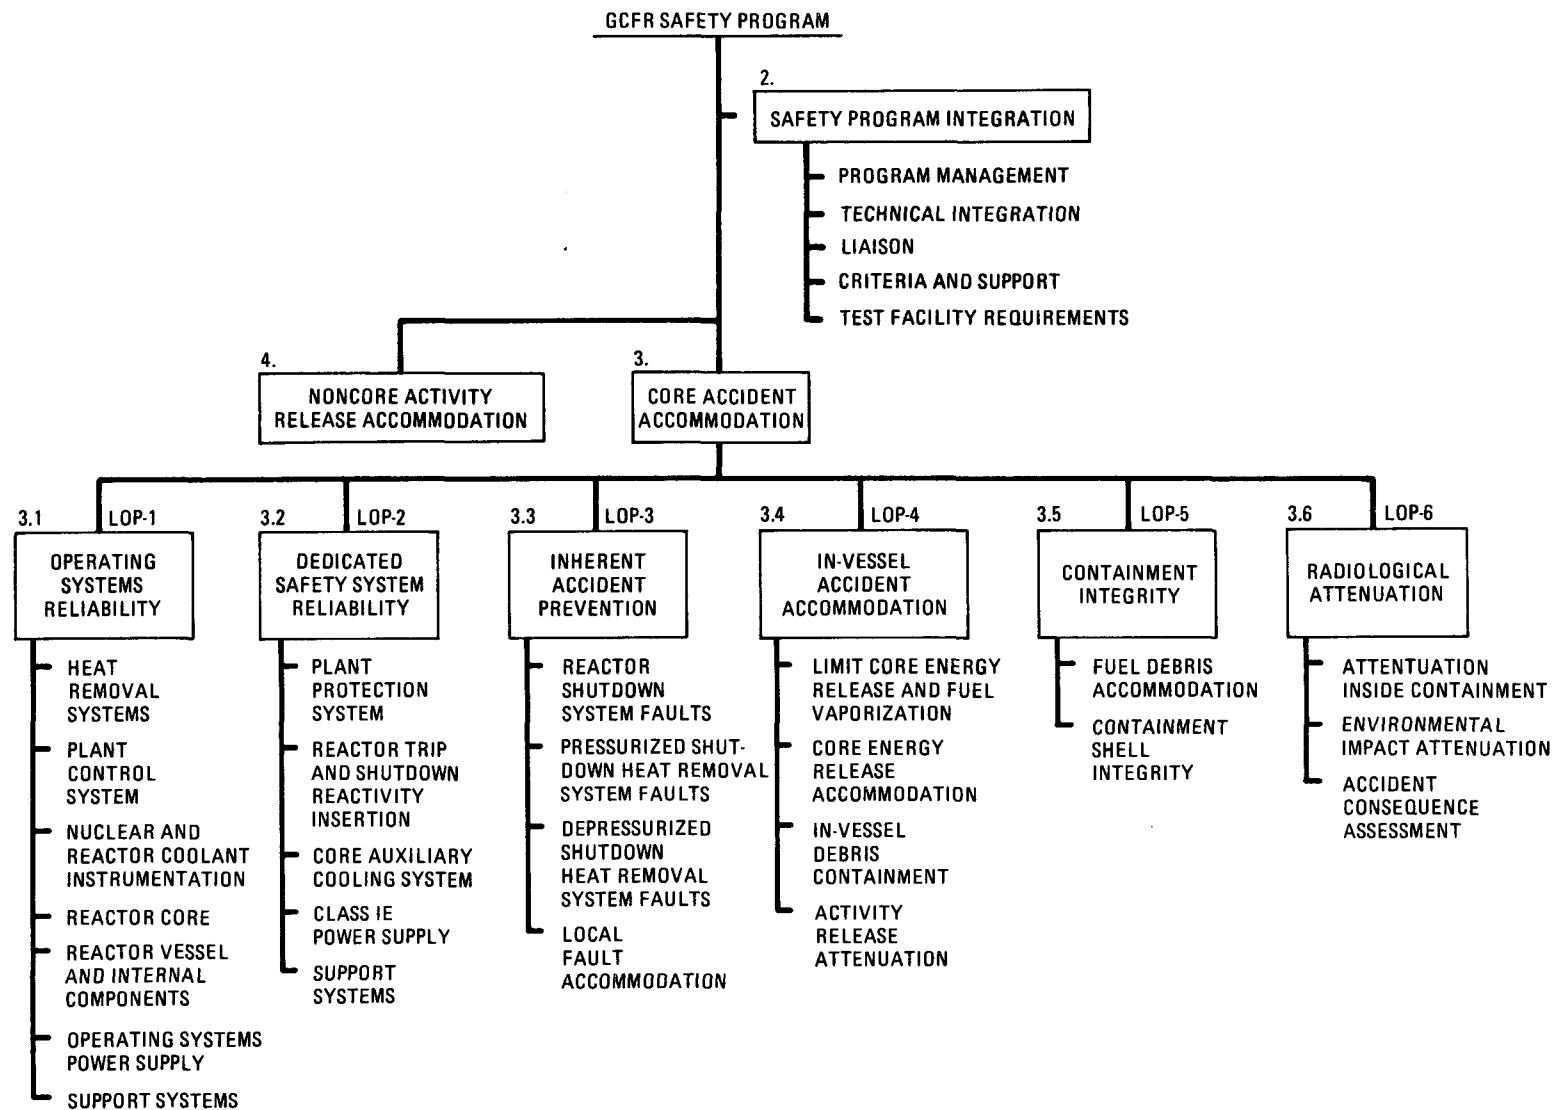 GCFR SAFETY PROGRAM
2.
SAFETY PROGRAM INTEGRATION
PROGRAM MANAGEMENT
TECHNICAL INTEGRATION
LIAISON
CRITERIA AND SUPPORT
TEST FACILITY REQUIREMENTS
4.
NONCORE ACTIVITY
RELEASE ACCOMMODATION
3.
CORE ACCIDENT
ACCOMMODATION
3.1
LOP-1
OPERATING
SYSTEMS
RELIABILITY
HEAT
REMOVAL
SYSTEMS
PLANT
CONTROL
SYSTEM
NUCLEAR AND
REACTOR COOLANT
INSTRUMENTATION
REACTOR CORE
REACTOR VESSEL
AND INTERNAL
COMPONENTS
OPERATING SYSTEMS
POWER SUPPLY
SUPPORT SYSTEMS
3.2
LOP-2
DEDICATED
SAFETY SYSTEM
RELIABILITY
PLANT
PROTECTION
SYSTEM
REACTOR TRIP
AND SHUTDOWN
REACTIVITY
INSERTION
CORE AUXILIARY
COOLING SYSTEM
CLASS IE
POWER SUPPLY
SUPPORT
SYSTEMS
3.3
LOP-3
INHERENT
ACCIDENT
PREVENTION
REACTOR
SHUTDOWN
SYSTEM FAULTS
PRESSURIZED SHUT-
DOWN HEAT REMOVAL
SYSTEM FAULTS
DEPRESSURIZED
SHUTDOWN
HEAT REMOVAL
SYSTEM FAULTS
LOCAL
FAULT
ACCOMMODATION
3.4
LOP-4
IN-VESSEL
ACCIDENT
ACCOMMODATION
LIMIT CORE ENERGY
RELEASE AND FUEL
VAPORIZATION
CORE ENERGY
RELEASE
ACCOMMODATION
IN-VESSEL
DEBRIS
CONTAINMENT
ACTIVITY
RELEASE
ATTENUATION
3.5
LOP-5
CONTAINMENT
INTEGRITY
FUEL DEBRIS
ACCOMMODATION
CONTAINMENT
SHELL
INTEGRITY
3.6
LOP-6
RADIOLOGICAL
ATTENUATION
ATTENTUATION
INSIDE CONTAINMENT
ENVIRONMENTAL
IMPACT ATTENUATION
ACCIDENT
CONSEQUENCE
ASSESSMENT